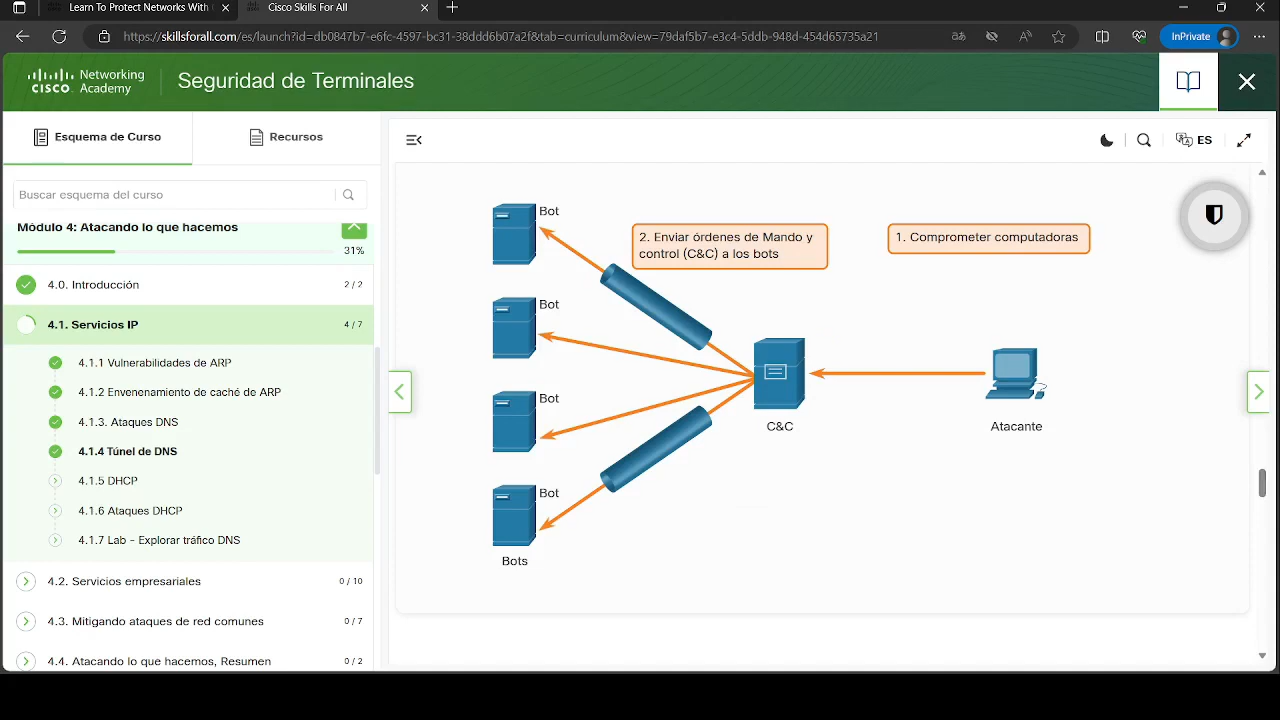 Learn To Protect Networks With
Cisco Skills For All
https://skillsforall.com/es/launch?id=db0847b7-e6fc-4597-bc31-38ddd6b07a2f&tab=curriculum&view=79daf5b7-e3c4-5ddb-948d-454d65735a21
InPrivate
Networking
CISCO Academy
Seguridad de Terminales
Esquema de Curso
Recursos
ES
Buscar esquema del curso
Módulo 4: Atacando lo que hacemos
31%
4.0. Introducción
2 / 2
4.1. Servicios IP
4 / 7
4.1.1 Vulnerabilidades de ARP
4.1.2 Envenenamiento de caché de ARP
4.1.3. Ataques DNS
4.1.4 Túnel de DNS
4.1.5 DHCP
4.1.6 Ataques DHCP
4.1.7 Lab - Explorar tráfico DNS
4.2. Servicios empresariales
0 / 10
4.3. Mitigando ataques de red comunes
0 / 7
4.4. Atacando lo que hacemos, Resumen
0 / 2
Bot
2. Enviar órdenes de Mando y
control (C&C) a los bots
1. Comprometer computadoras
Bot
Bot
C&C
Atacante
Bot
Bots